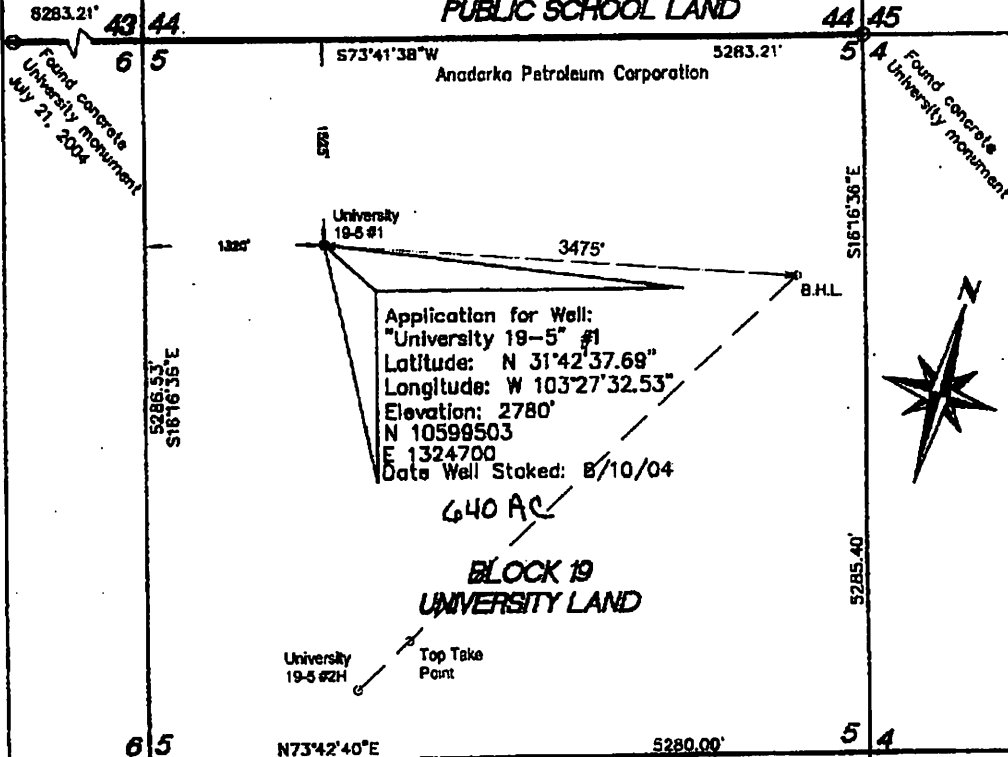 PUBLIC SCHOOL LAND
8283.21'
43 44
44 45
6 5
S73°41'38"W
5283.21'
5 4
Anadarko Petroleum Corporation
Found concrete
University monument
July 21, 2004
Found concrete
University monument
S16°16'36"E
University
19-5 #1
1320'
3475'
B.H.L.
N
Application for Well:
"University 19-5" #1
Latitude: N 31°42'37.69"
Longitude: W 103°27'32.53"
Elevation: 2780'
N 10599503
E 1324700
Date Well Staked: 8/10/04
5286.53'
S16°16'36"E
640 AC
5285.40'
BLOCK 19
UNIVERSITY LAND
University
19-5 #2H
Top Take
Point
6 5
N73°42'40"E
5280.00'
5 4